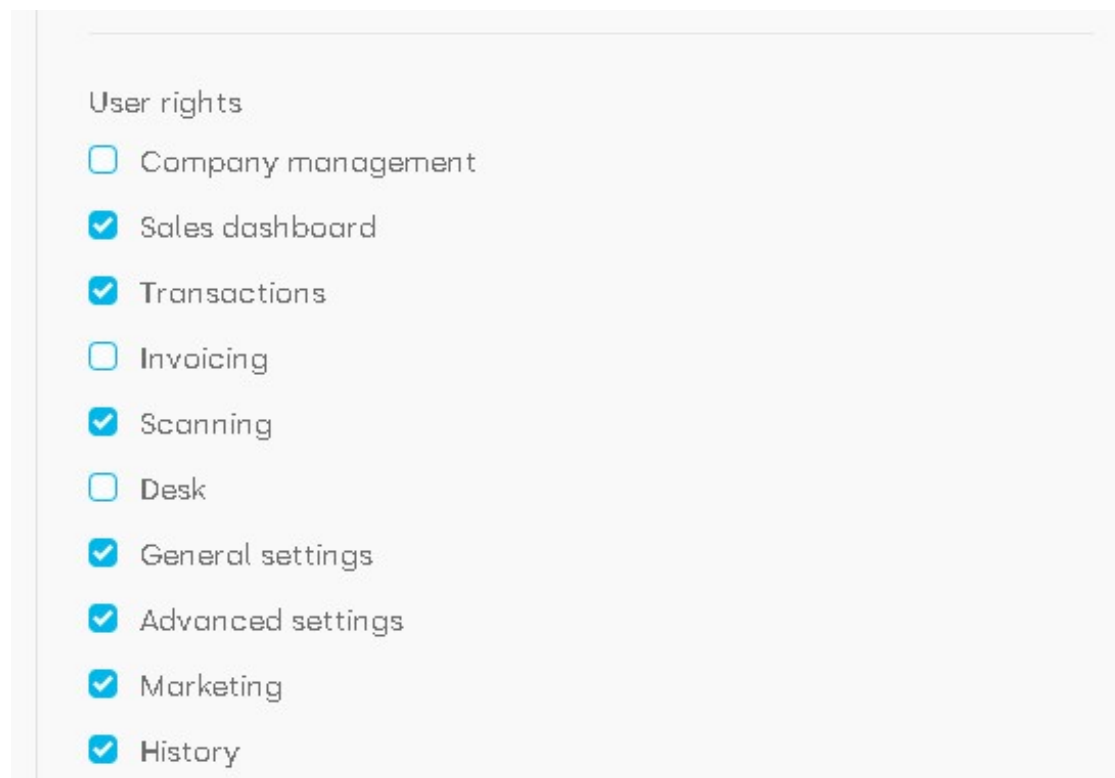 User rights
Company management
Sales dashboard
Transactions
Invoicing
Scanning
Desk
General settings
Advanced settings
Marketing
History